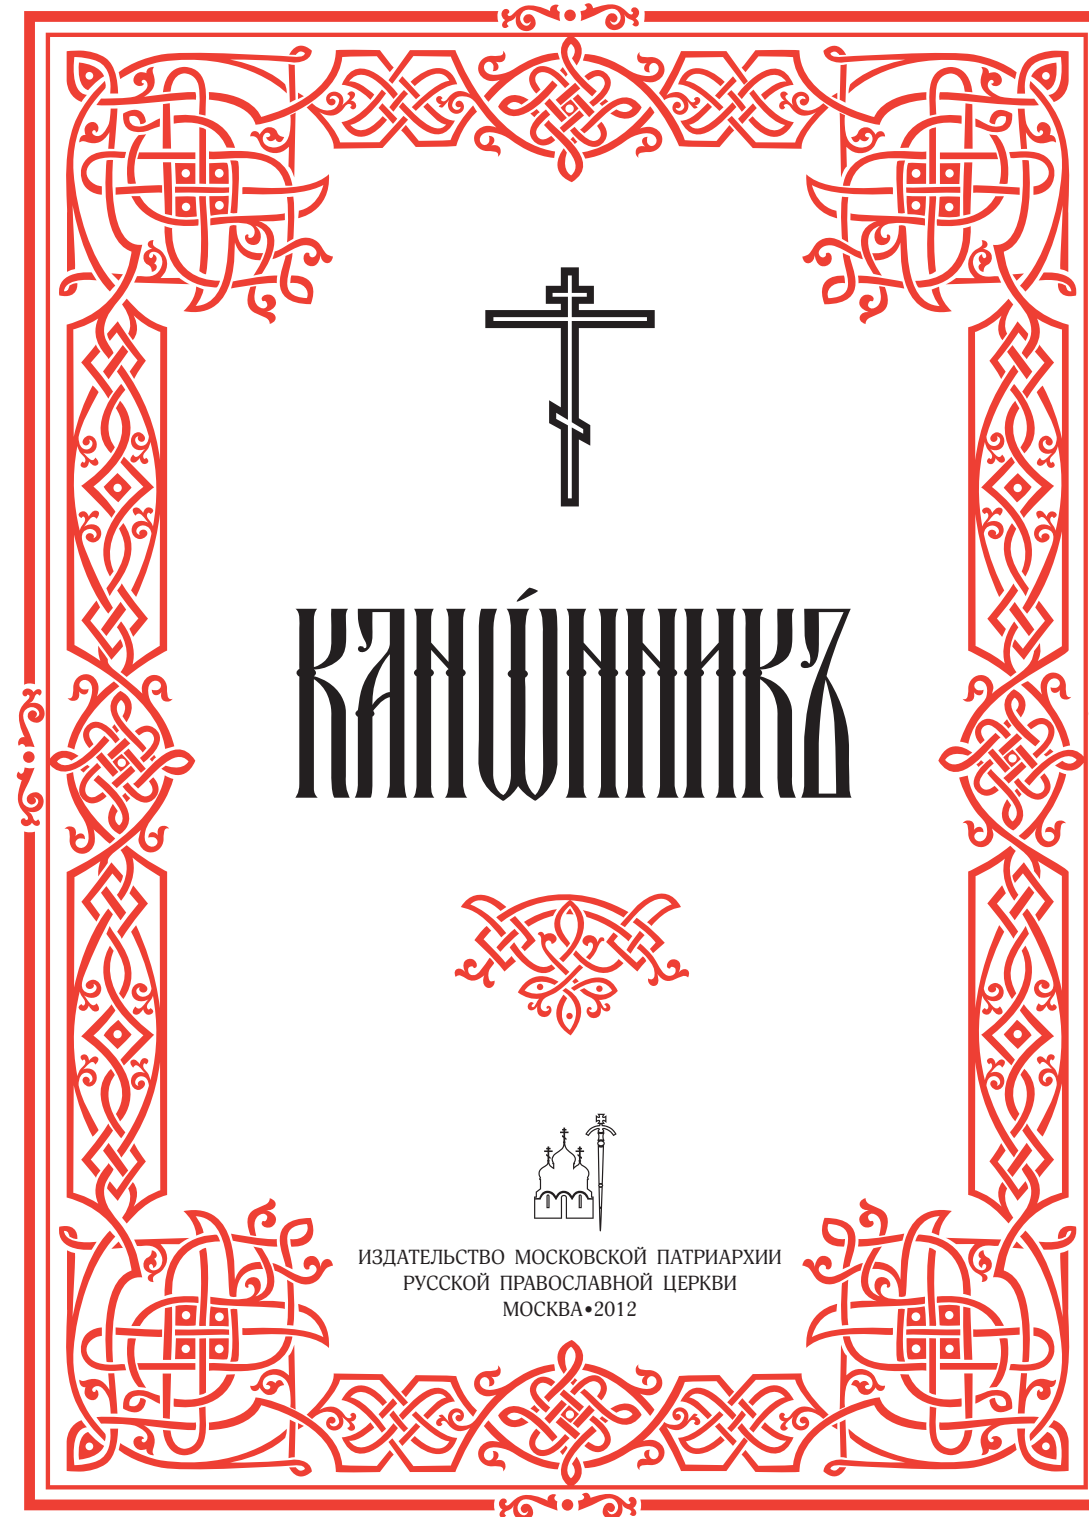 КАНѠ́ННИКЪ
ИЗДАТЕЛЬСТВО МОСКОВСКОЙ ПАТРИАРХИИ
РУССКОЙ ПРАВОСЛАВНОЙ ЦЕРКВИ
МОСКВА•2012